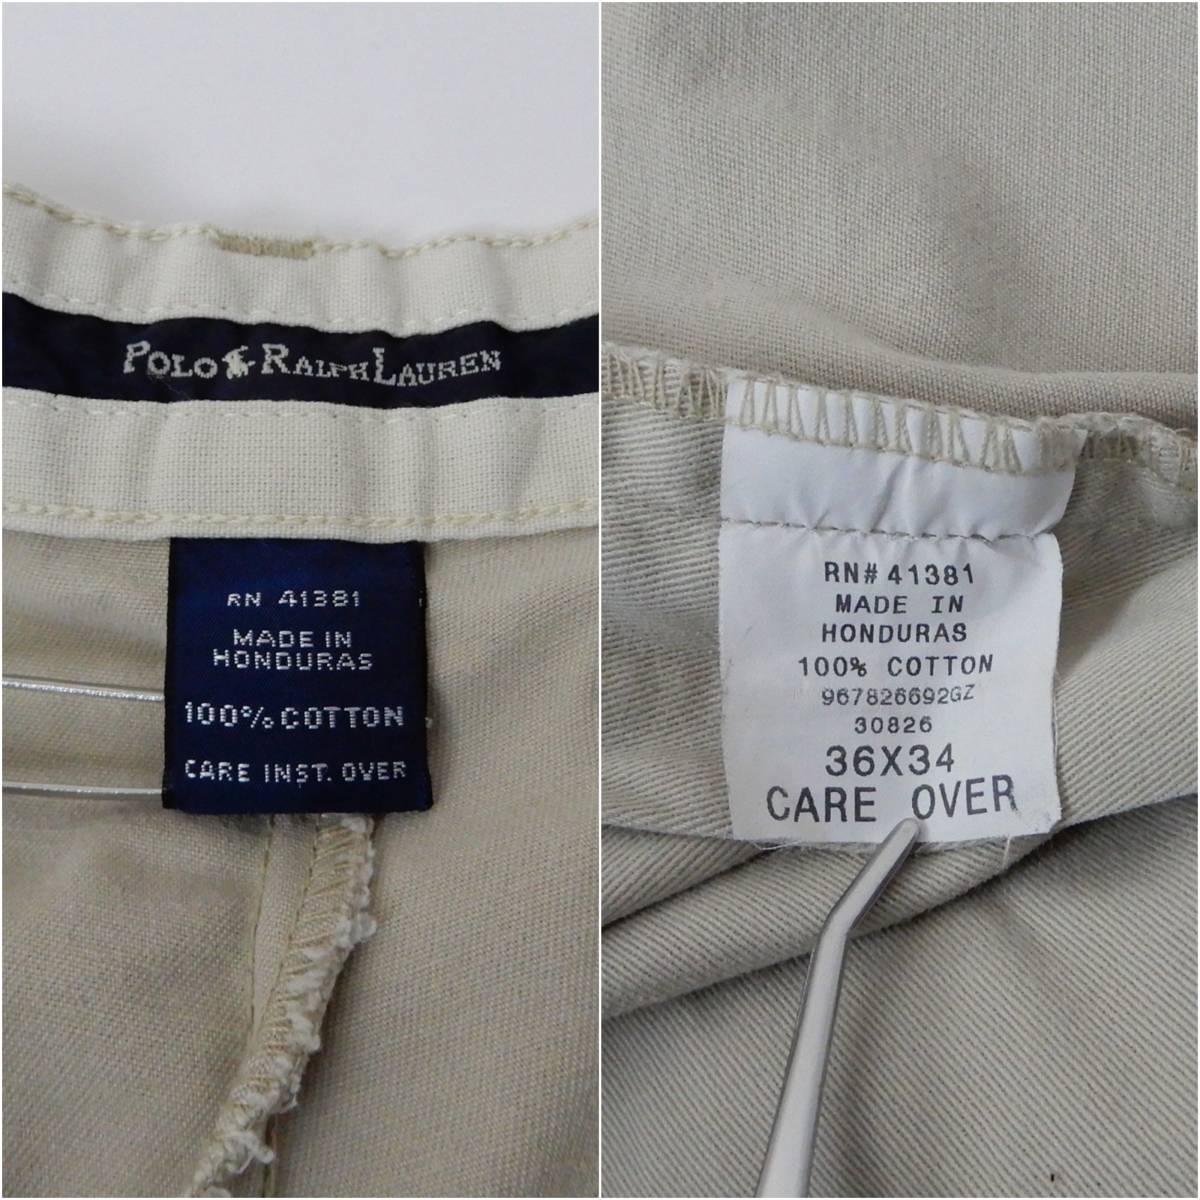 POLO RALPH LAUREN
RN 41381
MADE IN
HONDURAS
100% COTTON
CARE INST. OVER
RN# 41381
MADE IN
HONDURAS
100% COTTON
967826692GZ
30826
36X34
CARE OVER